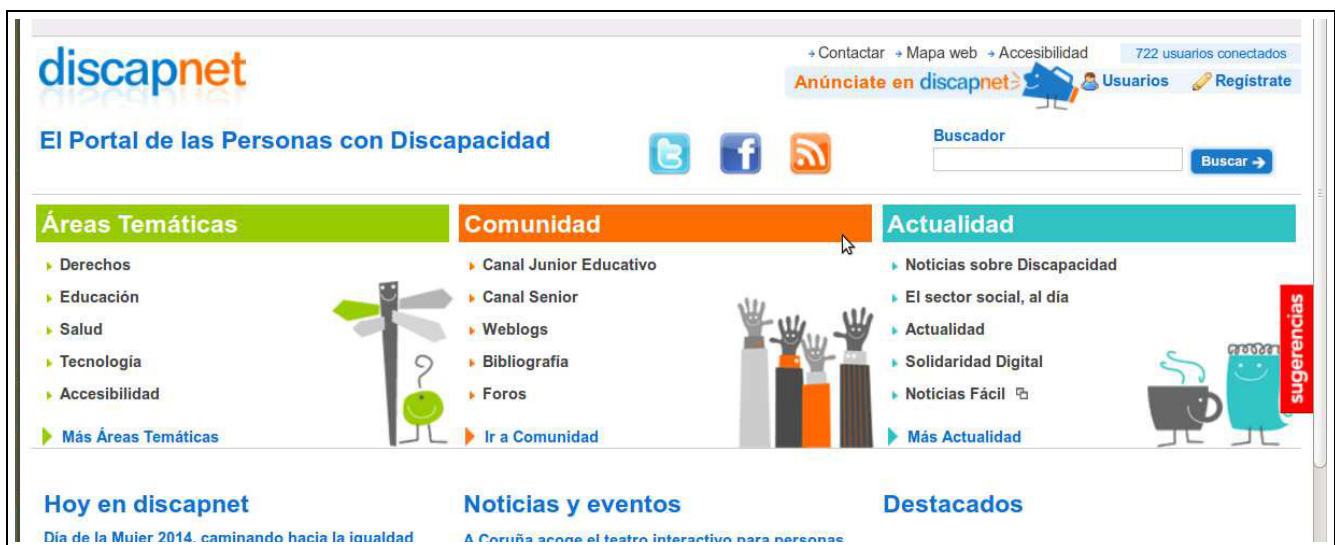 discapnet
Contactar Mapa web Accesibilidad 722 usuarios conectados
Anúnciate en discapnet Usuarios Regístrate
El Portal de las Personas con Discapacidad
Buscador
Buscar
Áreas Temáticas
Derechos
Educación
Salud
Tecnología
Accesibilidad
Más Áreas Temáticas
Comunidad
Canal Junior Educativo
Canal Senior
Weblogs
Bibliografía
Foros
Ir a Comunidad
Actualidad
Noticias sobre Discapacidad
El sector social, al día
Actualidad
Solidaridad Digital
Noticias Fácil
Más Actualidad
sugerencias
Hoy en discapnet
Día de la Mujer 2014, caminando hacia la igualdad
Noticias y eventos
A Coruña acoge el teatro interactivo para personas
Destacados